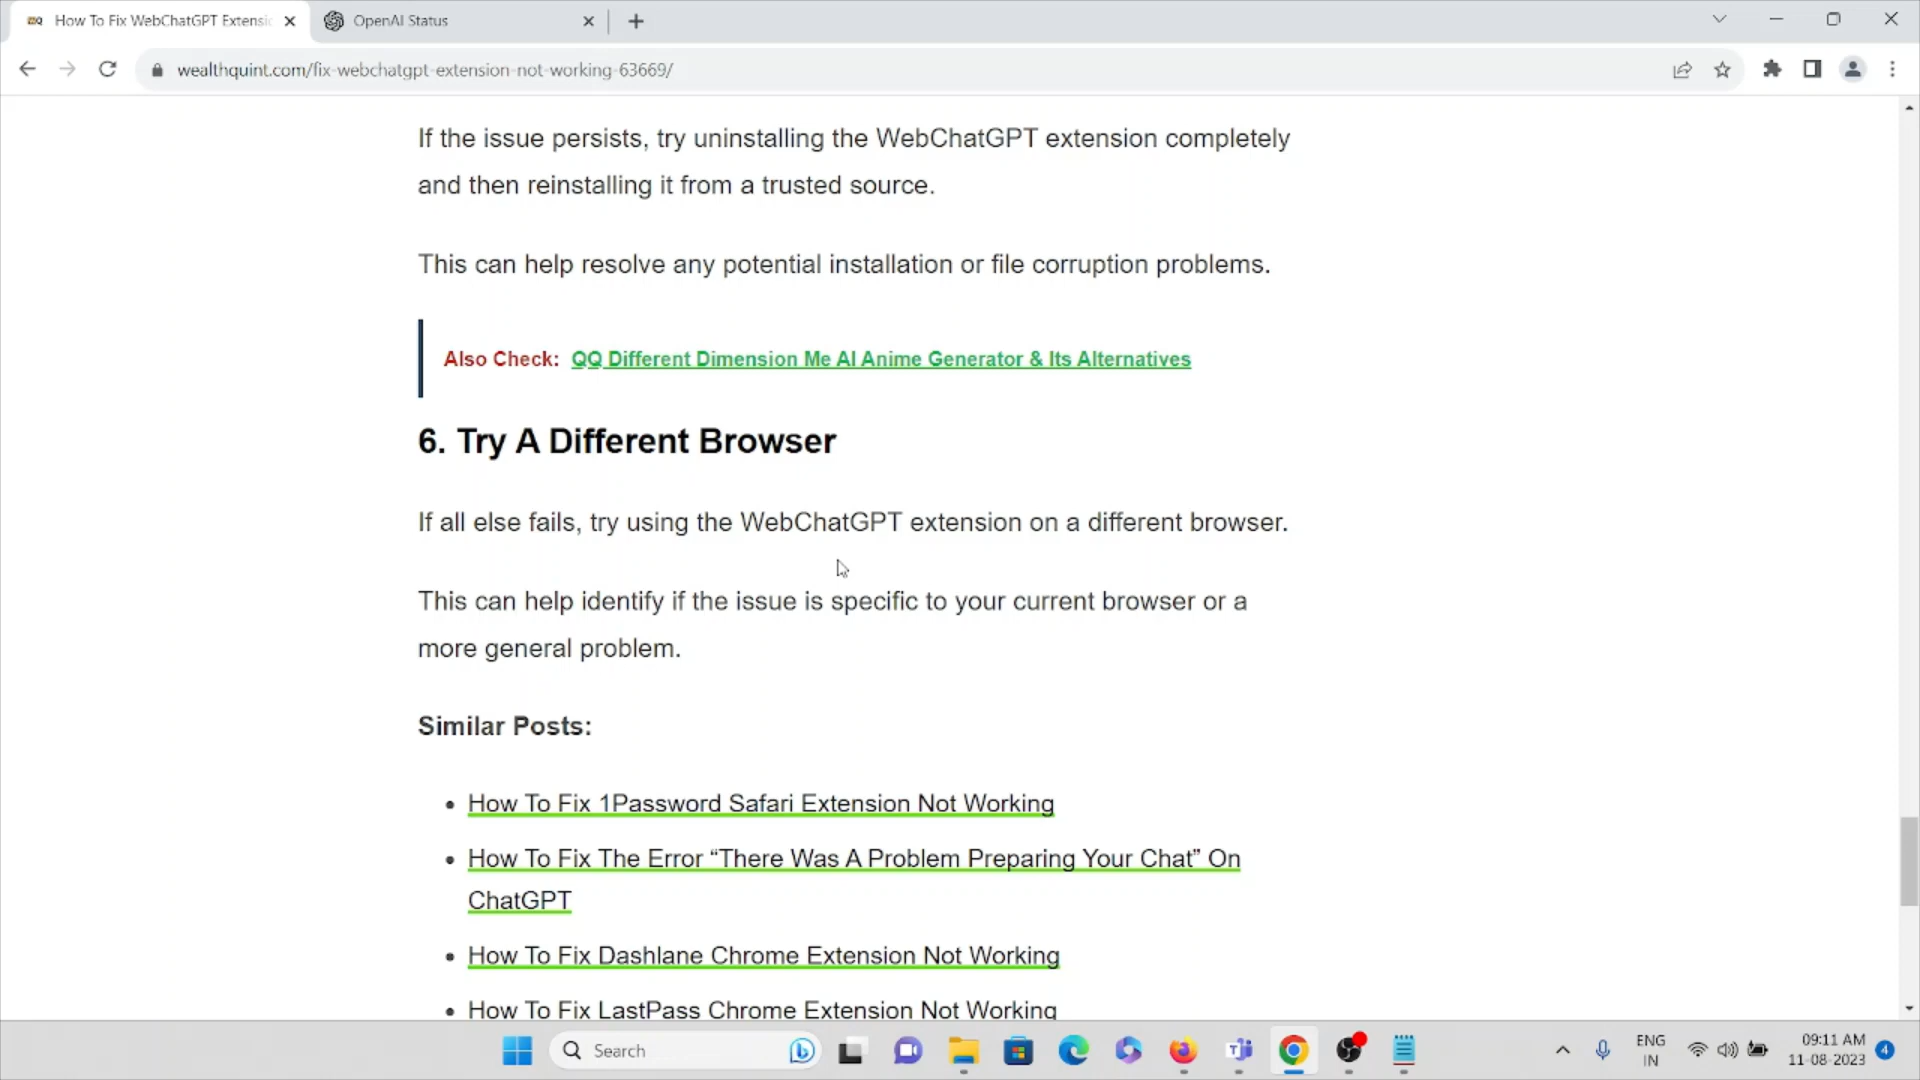 How To Fix WebChatGPT Extensi
OpenAI Status
wealthquint.com/fix-webchatgpt-extension-not-working-63669/
If the issue persists, try uninstalling the WebChatGPT extension completely
and then reinstalling it from a trusted source.
This can help resolve any potential installation or file corruption problems.
Also Check: QQ Different Dimension Me AI Anime Generator & Its Alternatives
6. Try A Different Browser
If all else fails, try using the WebChatGPT extension on a different browser.
This can help identify if the issue is specific to your current browser or a
more general problem.
Similar Posts:
• How To Fix 1Password Safari Extension Not Working
• How To Fix The Error “There Was A Problem Preparing Your Chat” On
ChatGPT
• How To Fix Dashlane Chrome Extension Not Working
• How To Fix LastPass Chrome Extension Not Working
Search
ENG
IN
09:11 AM
11-08-2023
4